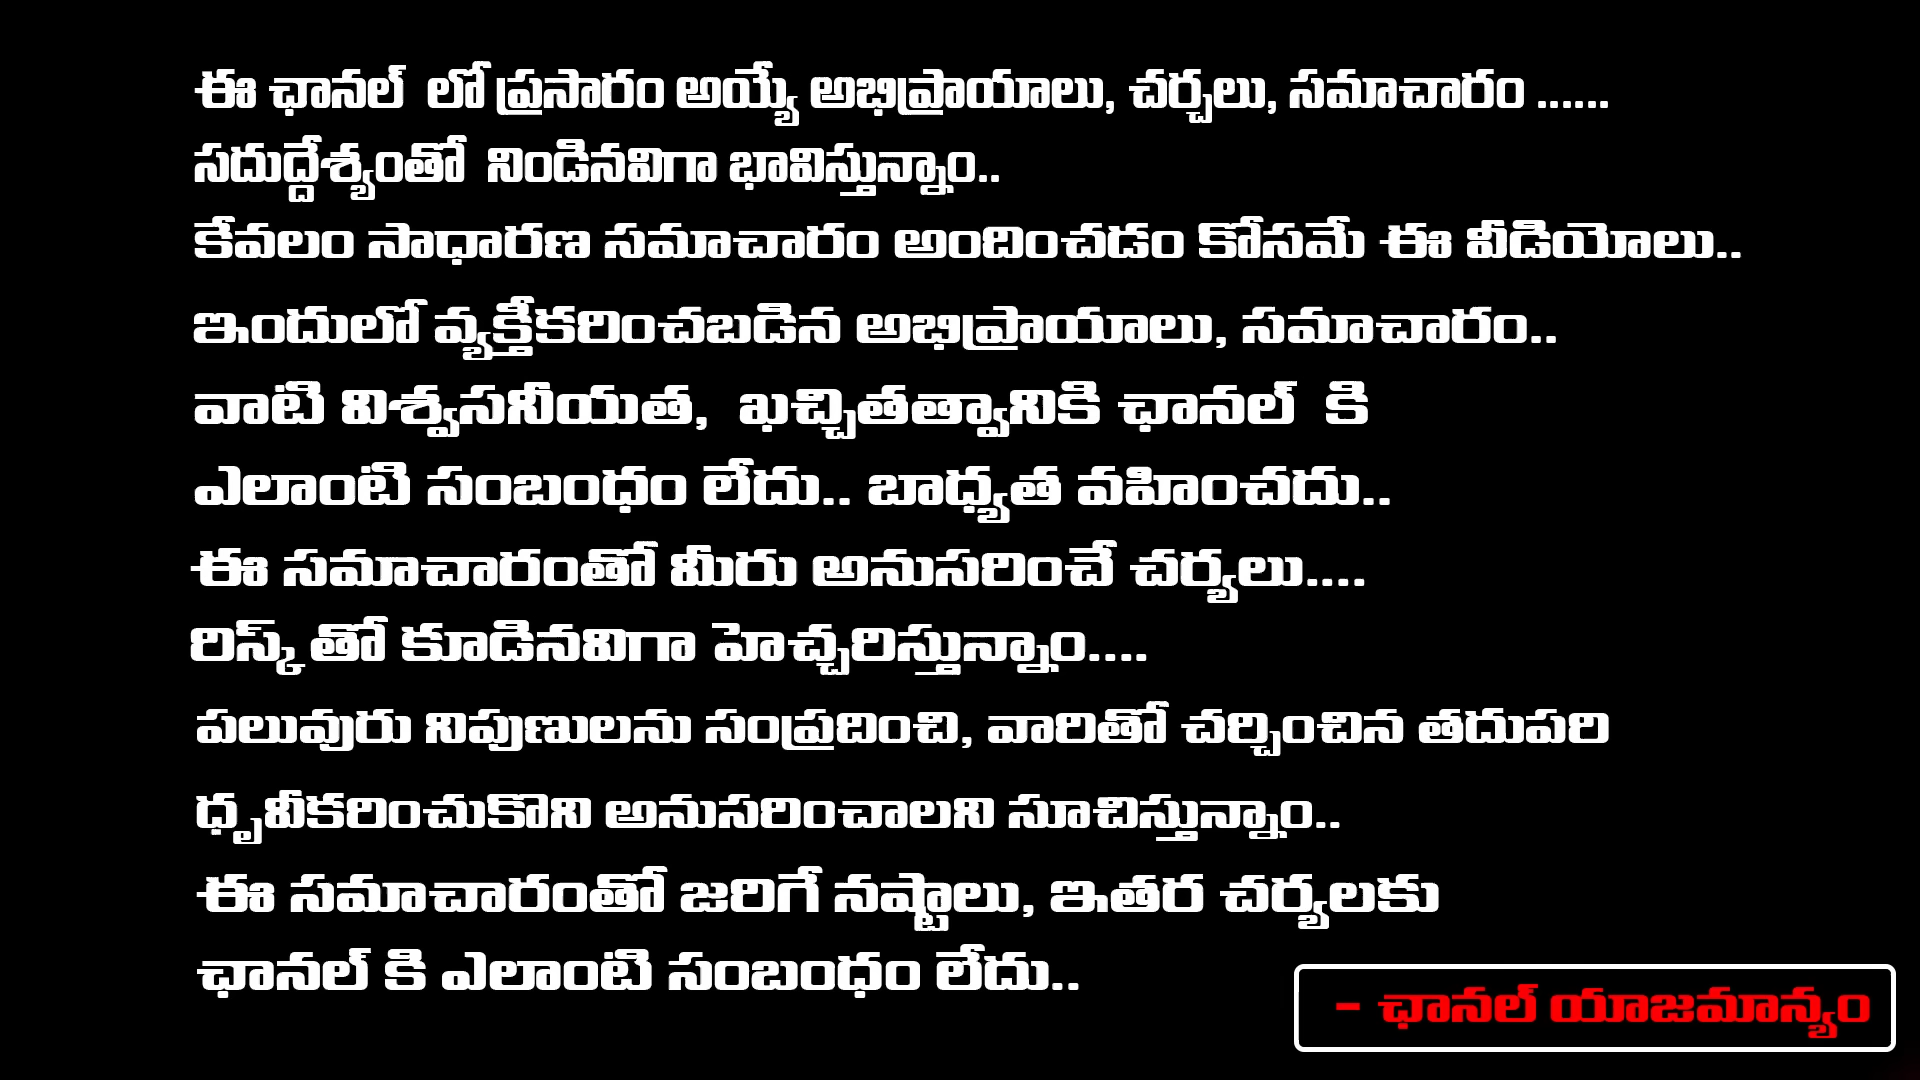 ఈ ఛానల్ లో ప్రసారం అయ్యే అభిప్రాయాలు, చర్చలు, సమాచారం ......
సదుద్దేశ్యంతో నిండినవిగా భావిస్తున్నాం..
కేవలం సాధారణ సమాచారం అందించడం కోసమే ఈ వీడియోలు..
ఇందులో వ్యక్తీకరించబడిన అభిప్రాయాలు, సమాచారం..
వాటి విశ్వసనీయత, ఖచ్చితత్వానికి ఛానల్ కి
ఎలాంటి సంబంధం లేదు.. బాధ్యత వహించదు..
ఈ సమాచారంతో మీరు అనుసరించే చర్యలు....
రిస్క్ తో కూడినవిగా హెచ్చరిస్తున్నాం....
పలువురు నిపుణులను సంప్రదించి, వారితో చర్చించిన తదుపరి
ధృవీకరించుకొని అనుసరించాలని సూచిస్తున్నాం..
ఈ సమాచారంతో జరిగే నష్టాలు, ఇతర చర్యలకు
ఛానల్ కి ఎలాంటి సంబంధం లేదు..
- ఛానల్ యాజమాన్యం